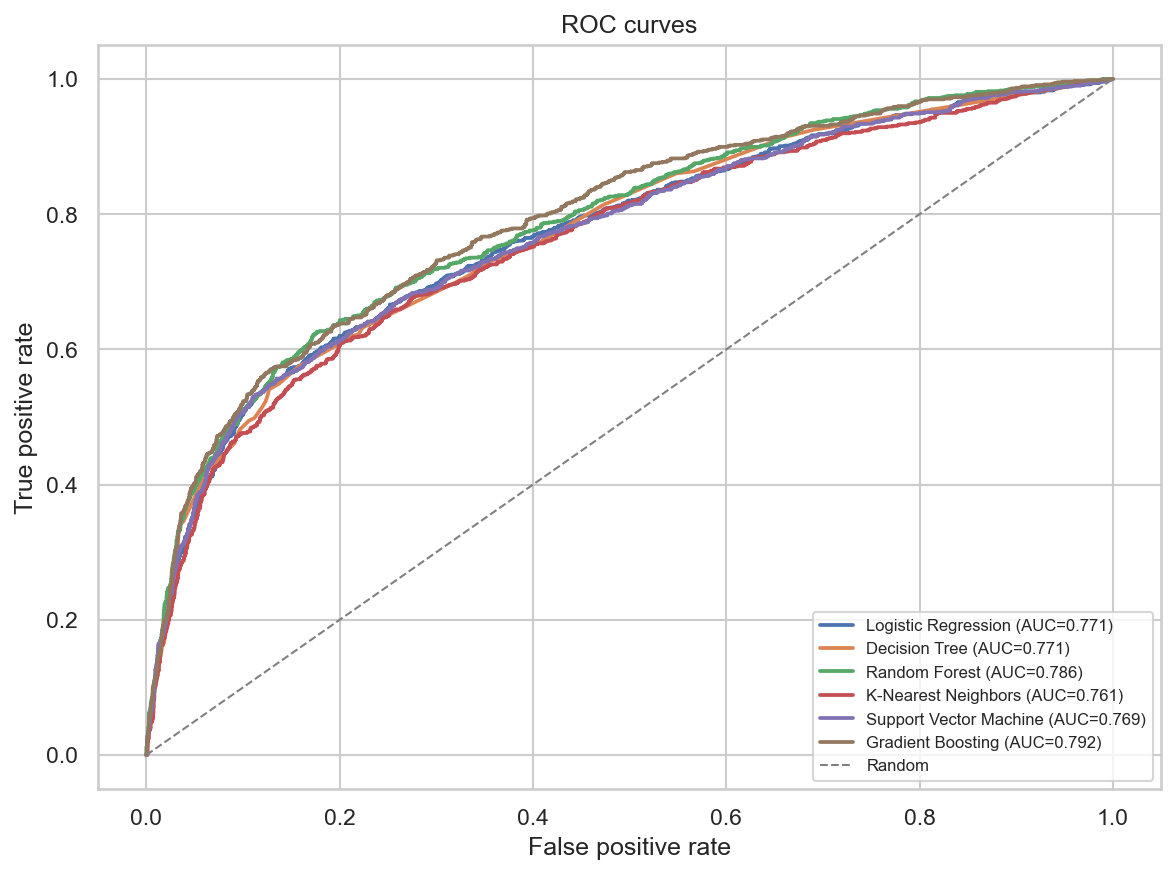 ROC curves
True positive rate
1.0
0.8
0.6
0.4
0.2
0.0
Logistic Regression (AUC=0.771)
Decision Tree (AUC=0.771)
Random Forest (AUC=0.786)
K-Nearest Neighbors (AUC=0.761)
Support Vector Machine (AUC=0.769)
Gradient Boosting (AUC=0.792)
Random
0.0 0.2 0.4 0.6 0.8 1.0
False positive rate